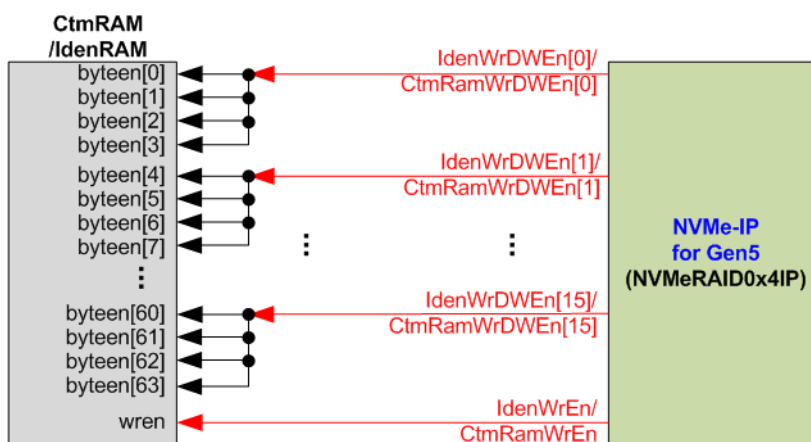 CtmRAM
/IdenRAM
byteen[0]
byteen[1]
byteen[2]
byteen[3]
byteen[4]
byteen[5]
byteen[6]
byteen[7]
⋮
byteen[60]
byteen[61]
byteen[62]
byteen[63]
wren
IdenWrDWEn[0]/
CtmRamWrDWEn[0]
IdenWrDWEn[1]/
CtmRamWrDWEn[1]
⋮ ⋮
IdenWrDWEn[15]/
CtmRamWrDWEn[15]
IdenWrEn/
CtmRamWrEn
NVMe-IP
for Gen5
(NVMeRAID0x4IP)